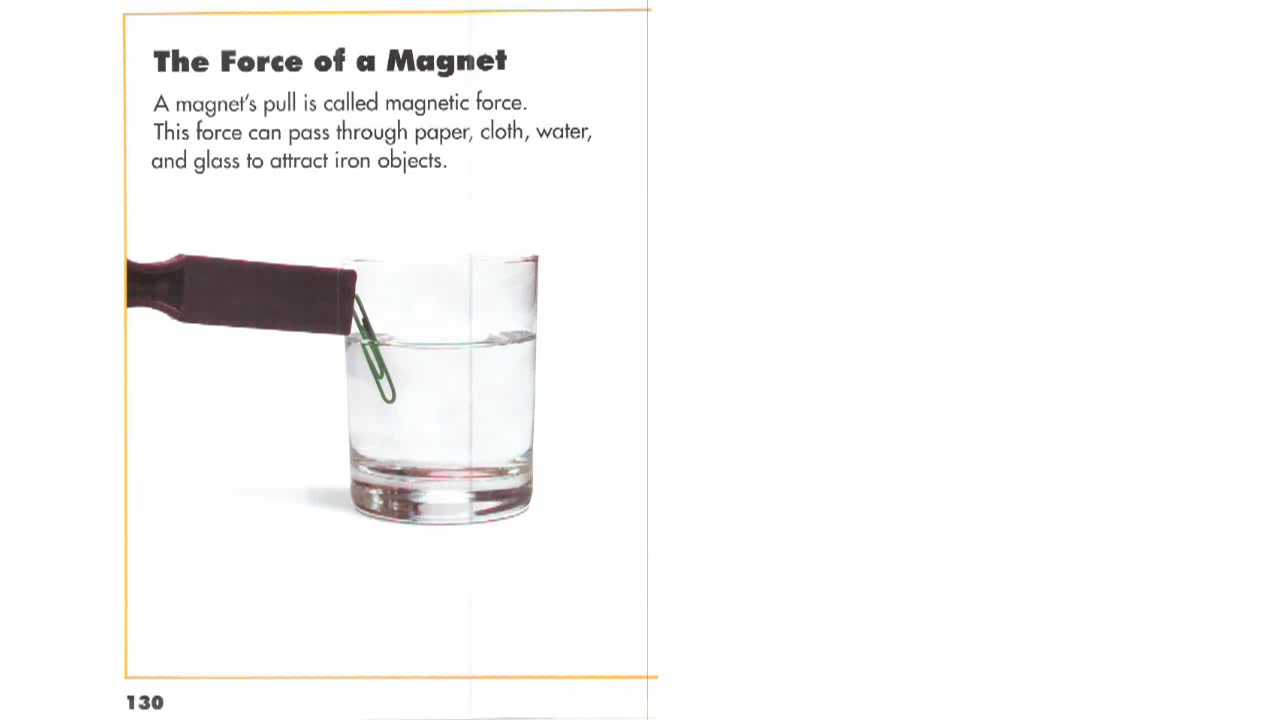 The Force of a Magnet
A magnet's pull is called magnetic force.
This force can pass through paper, cloth, water,
and glass to attract iron objects.
130